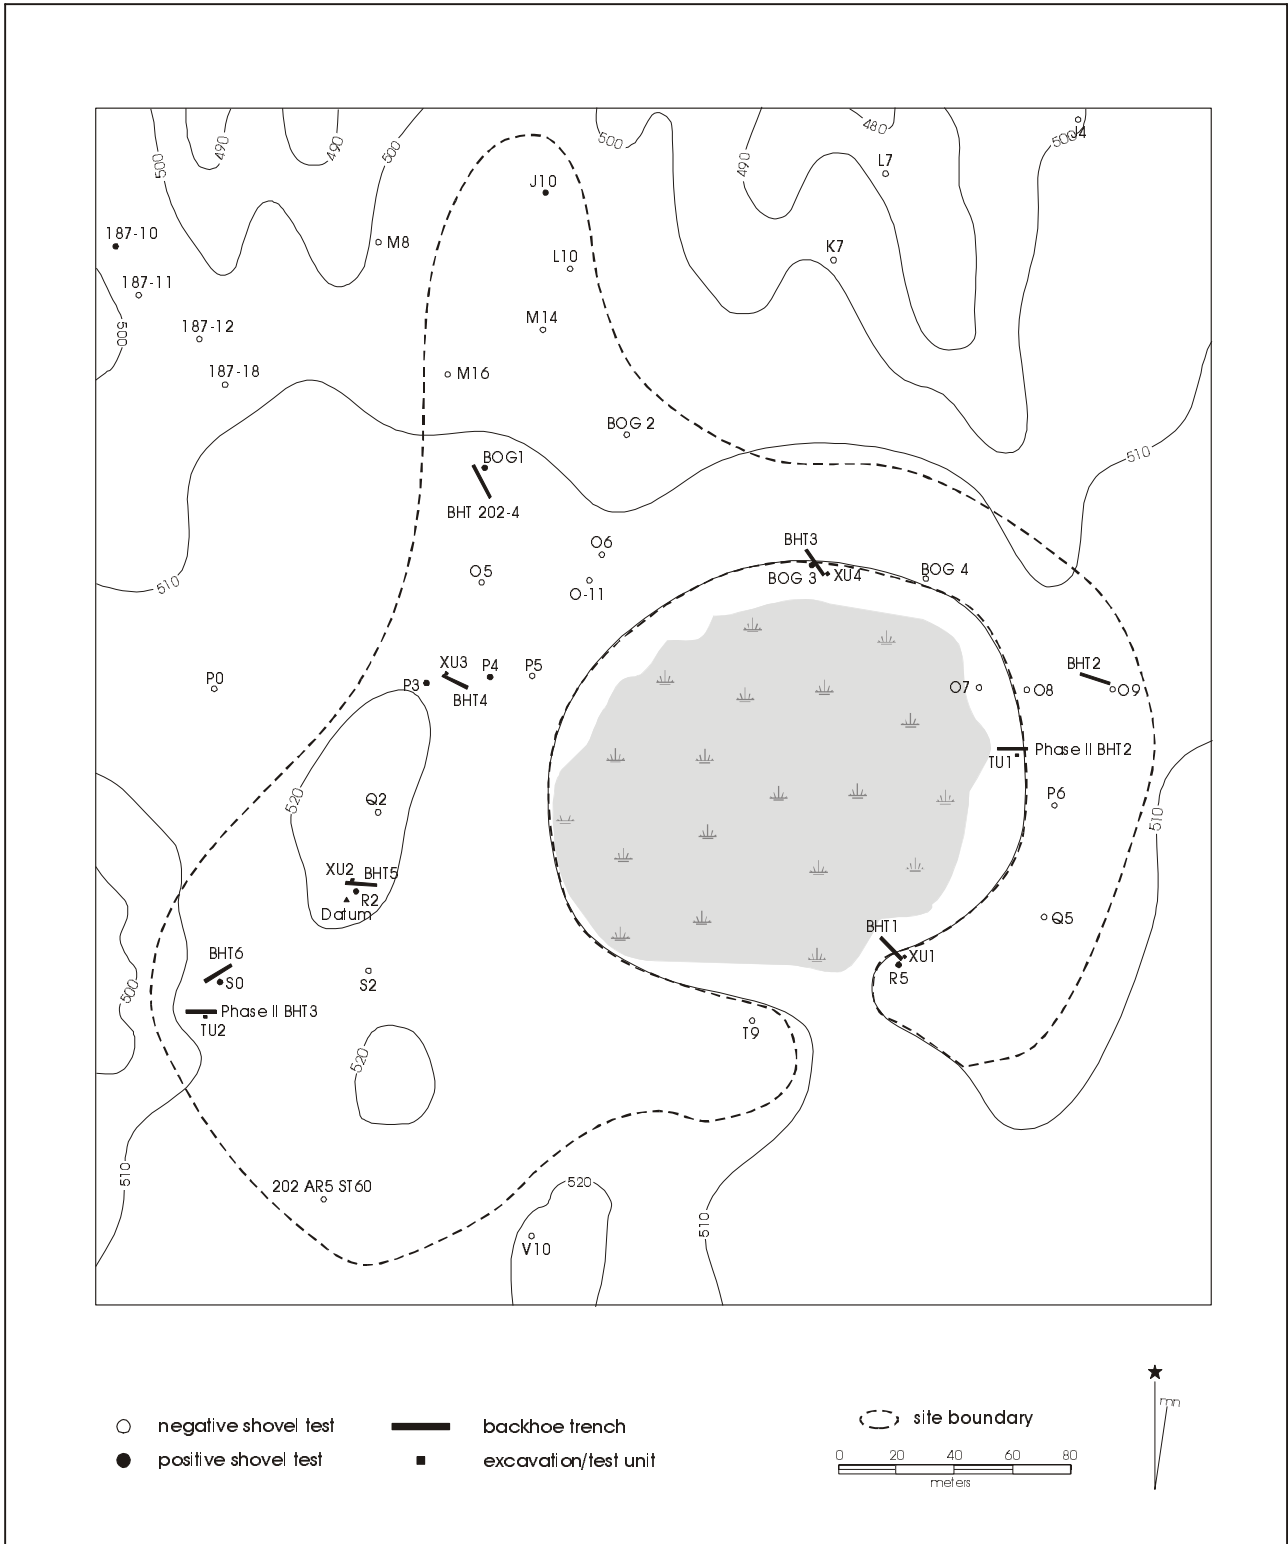 500
490
490
500
500
490
480
500
J4
L7
J10
187-10
M8
K7
L10
187-11
M14
187-12
500
187-18
M16
BOG 2
BOG1
510
BHT 202-4
BHT3
O6
O5
BOG 3
XU4
BOG 4
510
O-11
XU3
P4
P5
BHT2
P0
P3
BHT4
O7
O8
O9
Phase II BHT2
TU1
520
Q2
P6
510
XU2
BHT5
R2
Datum
Q5
BHT1
BHT6
XU1
S0
S2
R5
500
Phase II BHT3
TU2
T9
520
510
202 AR5 ST60
520
510
V10
negative shovel test
backhoe trench
site boundary
positive shovel test
excavation/test unit
0 20 40 60 80
meters
mn